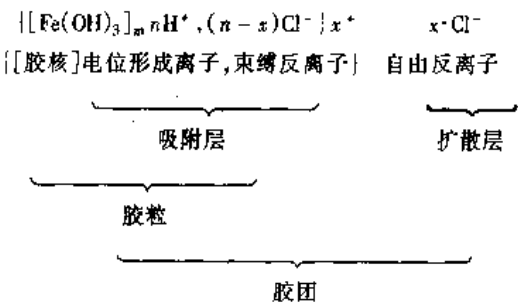 {[Fe(OH)₃]ₘ nH⁺,(n－x)Cl⁻}x⁺ x·Cl⁻
{[胶核]电位形成离子,束缚反离子} 自由反离子
吸附层 扩散层
胶粒
胶团